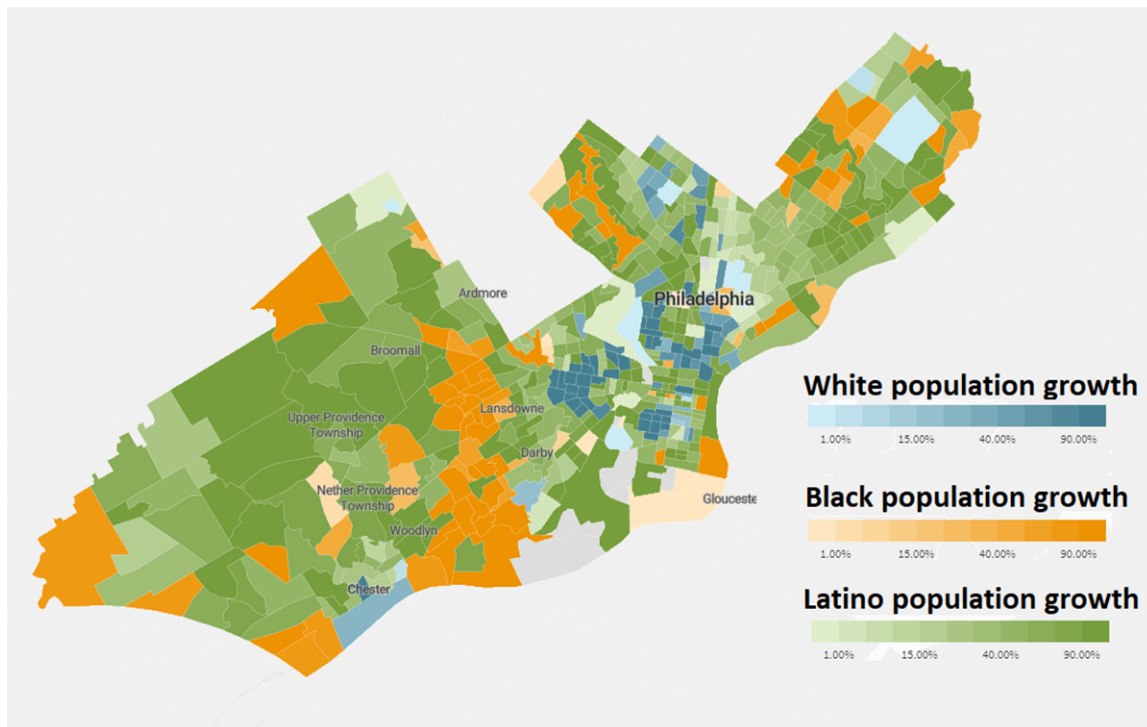 Ardmore
Philadelphia
Broomall
Lansdowne
Upper Providence
Township
Darby
Nether Providence
Township
Glouceste
Woodlyn
Chester
White population growth
1.00% 15.00% 40.00% 90.00%
Black population growth
1.00% 15.00% 40.00% 90.00%
Latino population growth
1.00% 15.00% 40.00% 90.00%